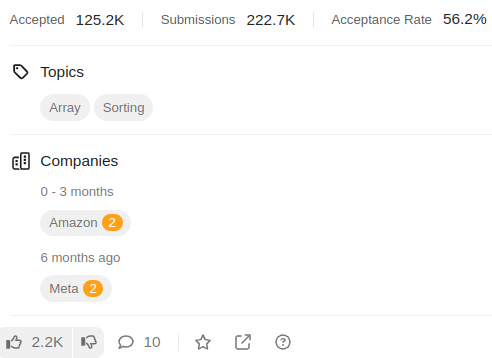 Accepted 125.2K Submissions 222.7K Acceptance Rate 56.2%
Topics
Array Sorting
Companies
0 - 3 months
Amazon 2
6 months ago
Meta 2
2.2K 10